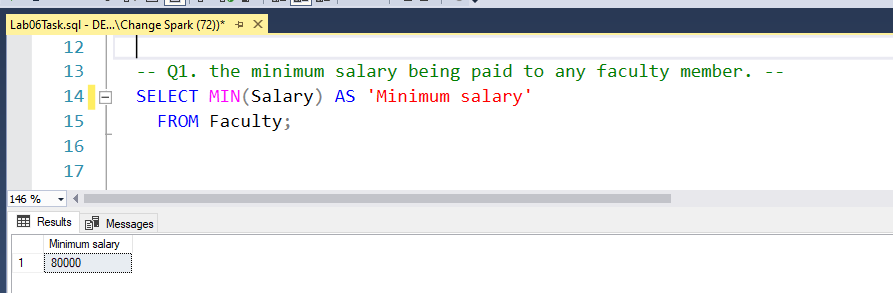 Lab06Task.sql - DE...\Change Spark (72))*
12
13 -- Q1. the minimum salary being paid to any faculty member. --
14 SELECT MIN(Salary) AS 'Minimum salary'
15 FROM Faculty;
16
17
146 %
Results Messages
Minimum salary
1 80000